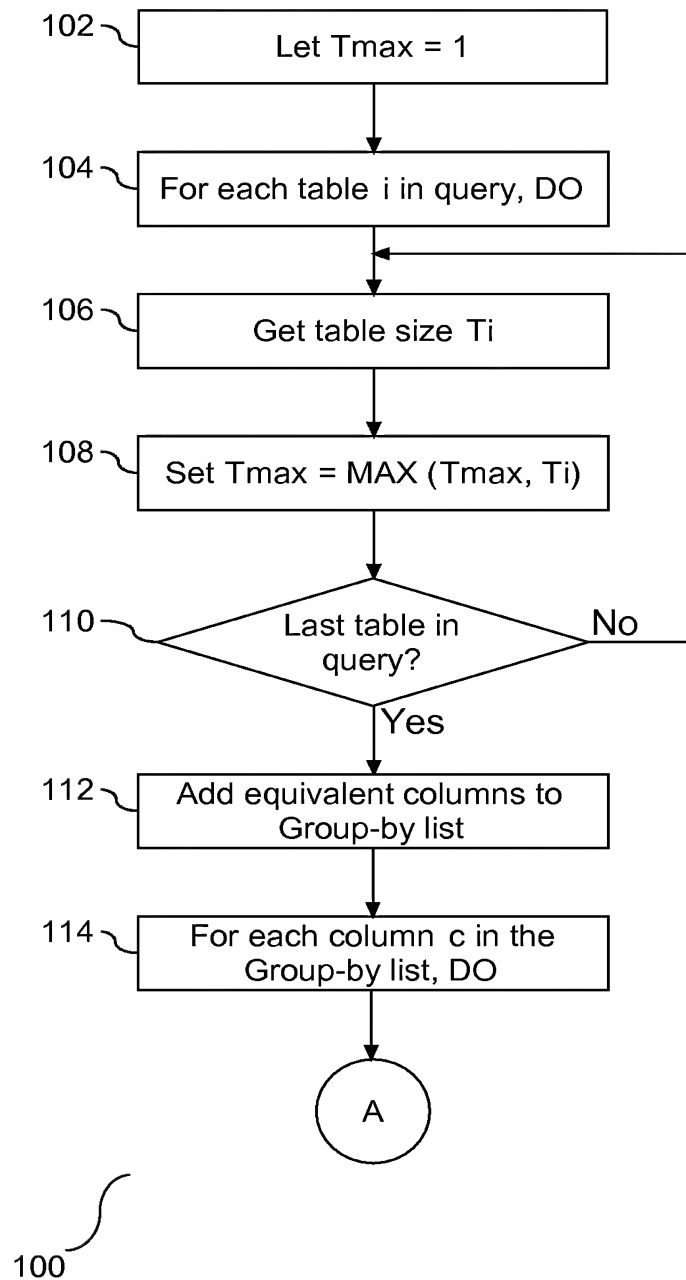 102
Let Tmax = 1
104
For each table i in query, DO
106
Get table size Ti
108
Set Tmax = MAX (Tmax, Ti)
110
Last table in
query?
No
Yes
112
Add equivalent columns to
Group-by list
114
For each column c in the
Group-by list, DO
A
100